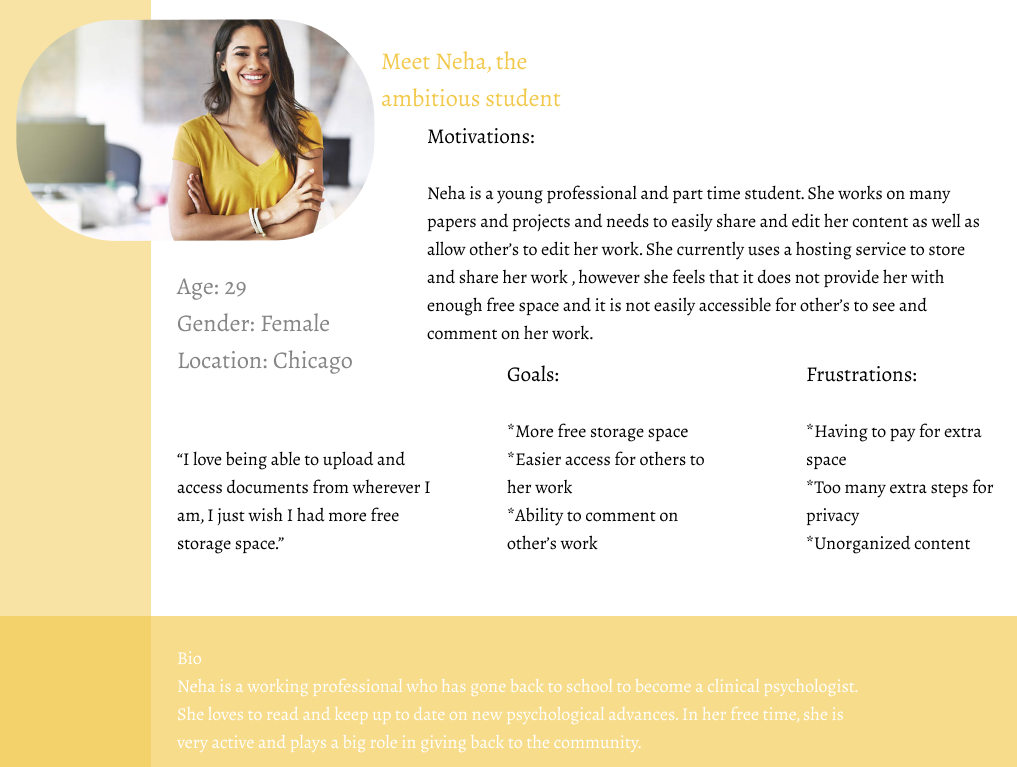 Meet Neha, the
ambitious student
Motivations:
Neha is a young professional and part time student. She works on many
papers and projects and needs to easily share and edit her content as well as
allow other's to edit her work. She currently uses a hosting service to store
and share her work , however she feels that it does not provide her with
enough free space and it is not easily accessible for other's to see and
comment on her work.
Age: 29
Gender: Female
Location: Chicago
“I love being able to upload and
access documents from wherever I
am, I just wish I had more free
storage space.”
Goals:
*More free storage space
*Easier access for others to
her work
*Ability to comment on
other's work
Frustrations:
*Having to pay for extra
space
*Too many extra steps for
privacy
*Unorganized content
Bio
Neha is a working professional who has gone back to school to become a clinical psychologist.
She loves to read and keep up to date on new psychological advances. In her free time, she is
very active and plays a big role in giving back to the community.